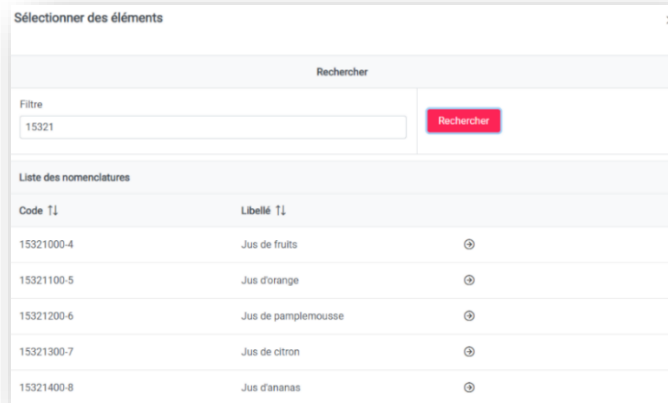 Sélectionner des éléments
Rechercher
Filtre
15321
Rechercher
Liste des nomenclatures
Code Libellé
15321000-4 Jus de fruits
15321100-5 Jus d'orange
15321200-6 Jus de pamplemousse
15321300-7 Jus de citron
15321400-8 Jus d'ananas